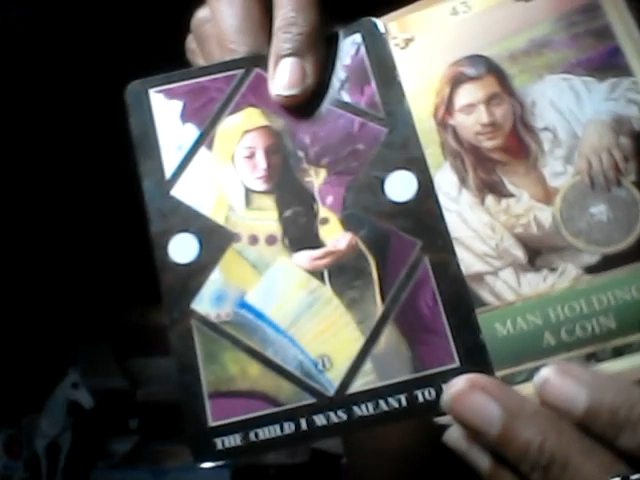 43
MAN HOLDING
A COIN
THE CHILD I WAS MEANT TO